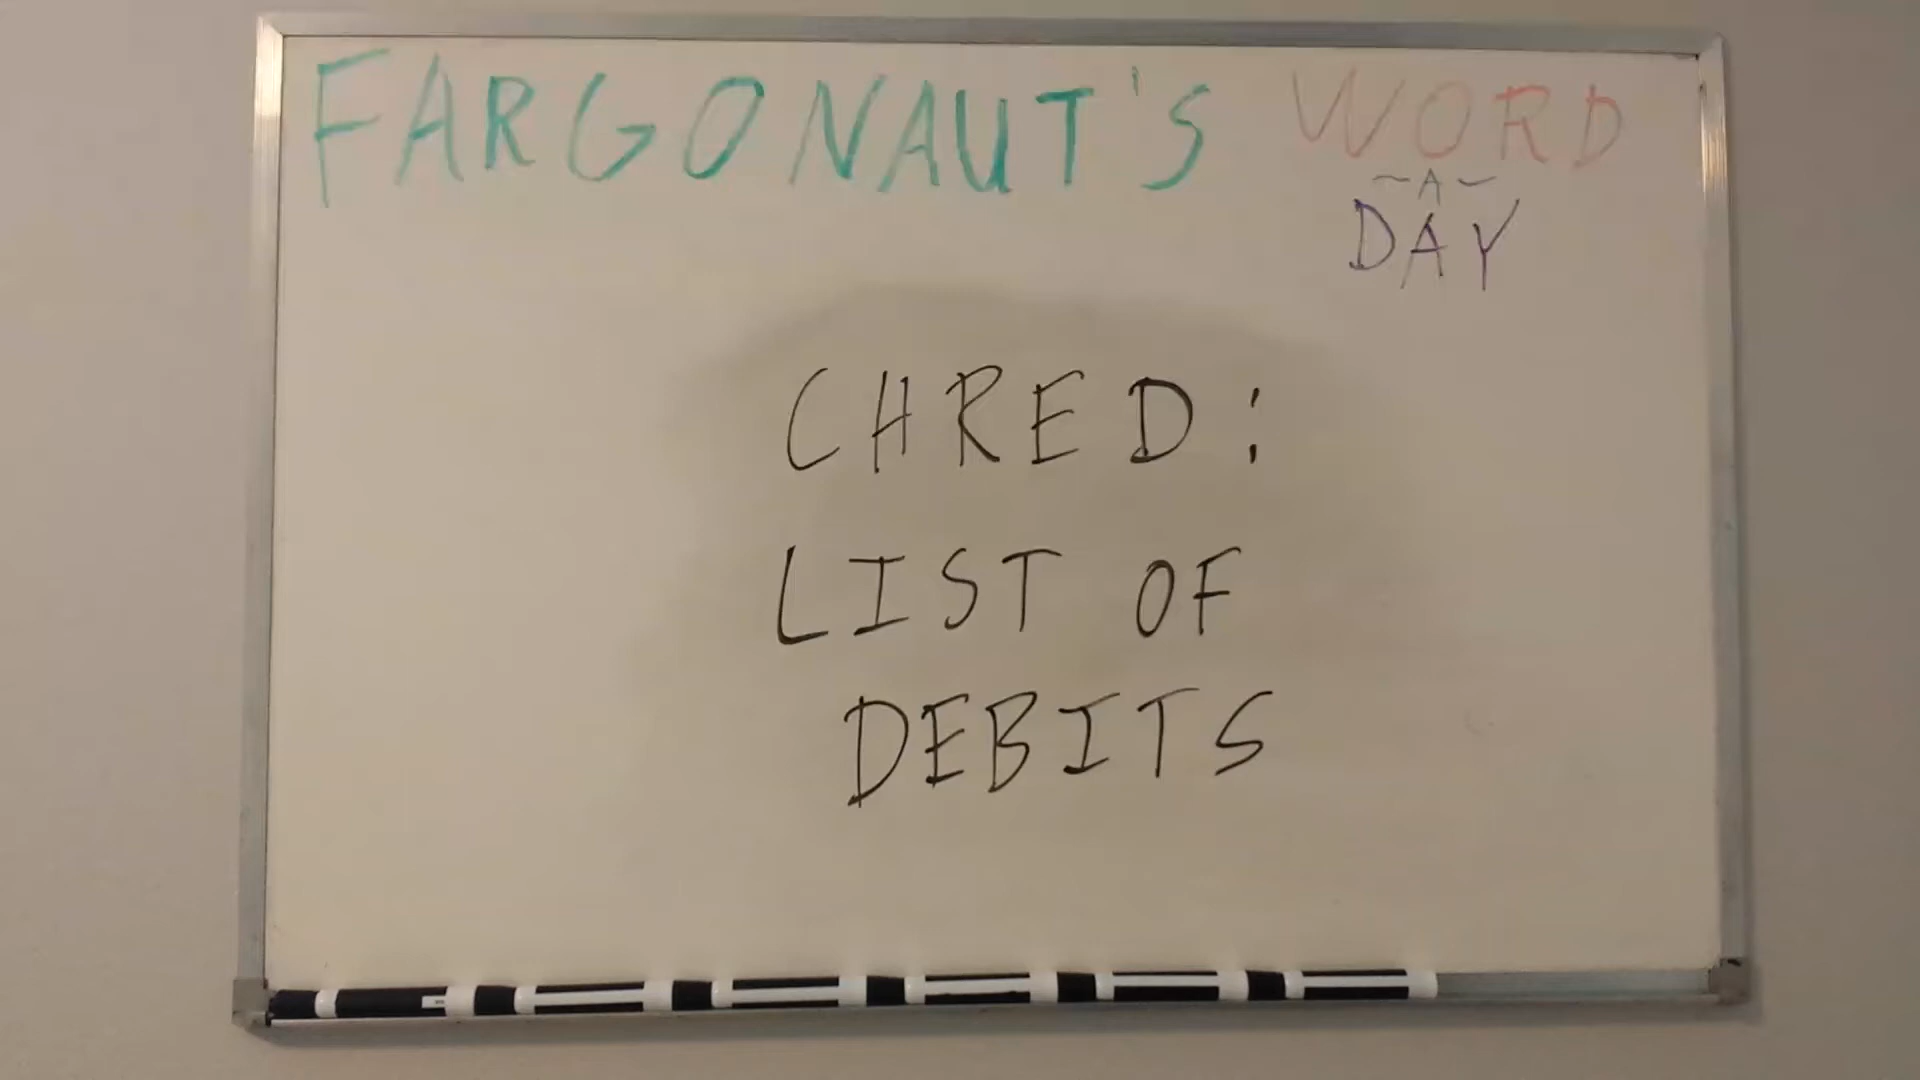 FARGONAUT'S WORD
~A~
DAY
CHRED:
LIST OF
DEBITS